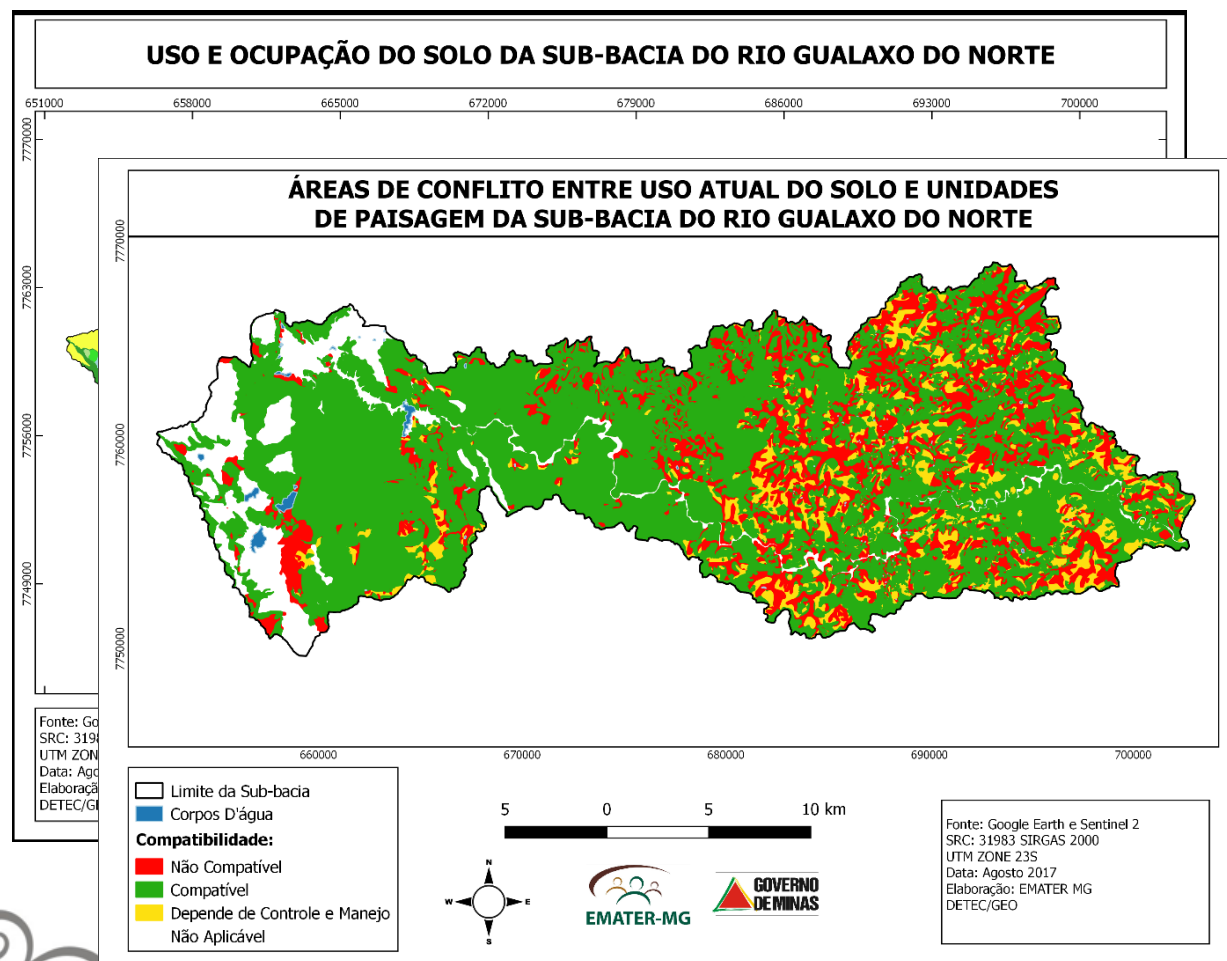 USO E OCUPAÇÃO DO SOLO DA SUB-BACIA DO RIO GUALAXO DO NORTE
651000 658000 665000 672000 679000 686000 693000 700000
7770000
763000
7756000
7749000
Fonte: Go
SRC: 3198
UTM ZON
Data: Ago
Elaboraçã
DETEC/GE
ÁREAS DE CONFLITO ENTRE USO ATUAL DO SOLO E UNIDADES
DE PAISAGEM DA SUB-BACIA DO RIO GUALAXO DO NORTE
7770000
7760000
7750000
660000 670000 680000 690000 700000
Limite da Sub-bacia
Corpos D'água
Compatibilidade:
Não Compatível
Compatível
Depende de Controle e Manejo
Não Aplicável
5 0 5 10 km
N
W E
S
EMATER-MG
GOVERNO
DE MINAS
Fonte: Google Earth e Sentinel 2
SRC: 31983 SIRGAS 2000
UTM ZONE 23S
Data: Agosto 2017
Elaboração: EMATER MG
DETEC/GEO